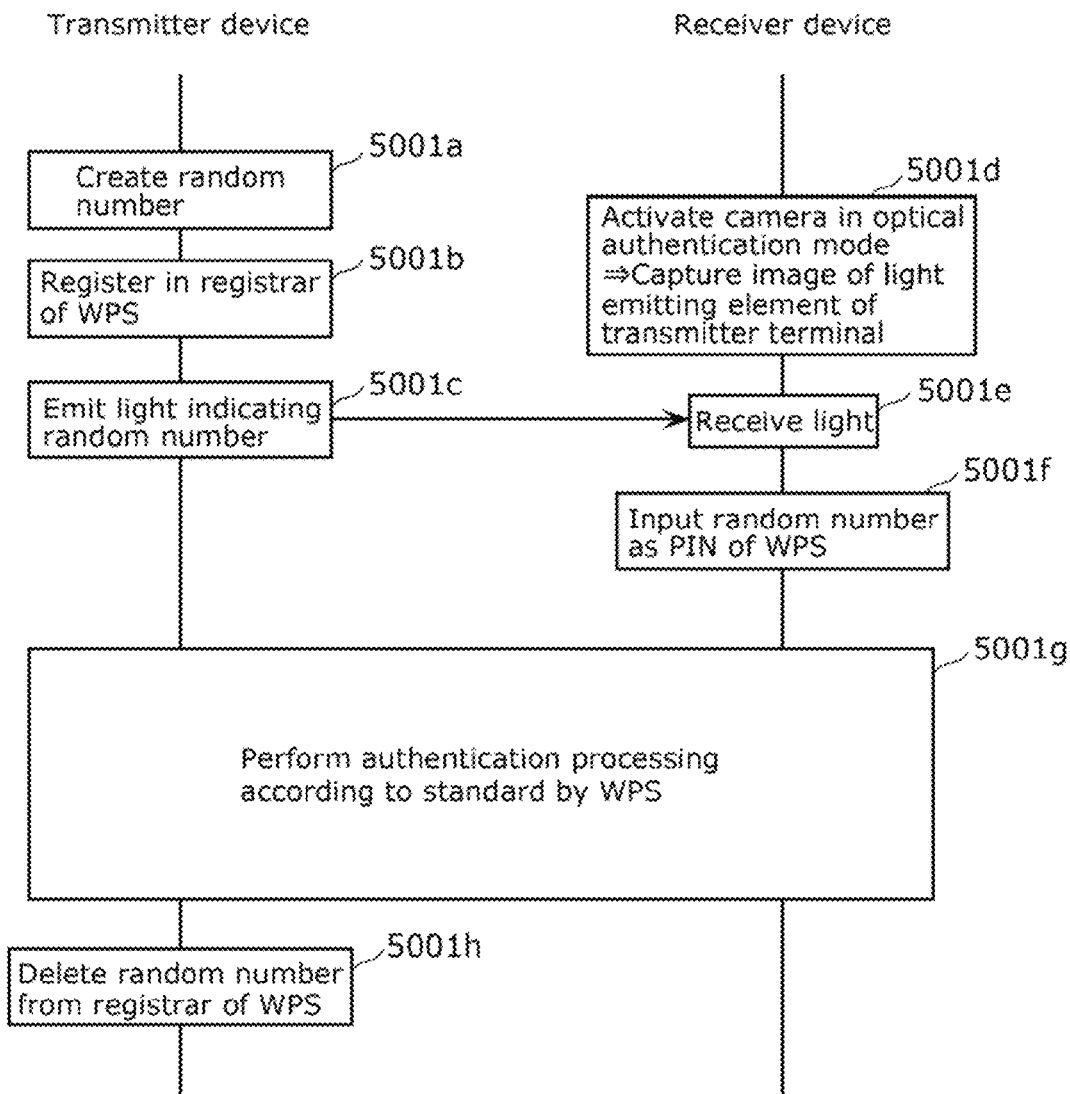 Transmitter device
Receiver device
5001a
Create random
number
5001b
Register in registrar
of WPS
5001c
Emit light indicating
random number
5001d
Activate camera in optical
authentication mode
⇒Capture image of light
emitting element of
transmitter terminal
5001e
Receive light
5001f
Input random number
as PIN of WPS
5001g
Perform authentication processing
according to standard by WPS
5001h
Delete random number
from registrar of WPS